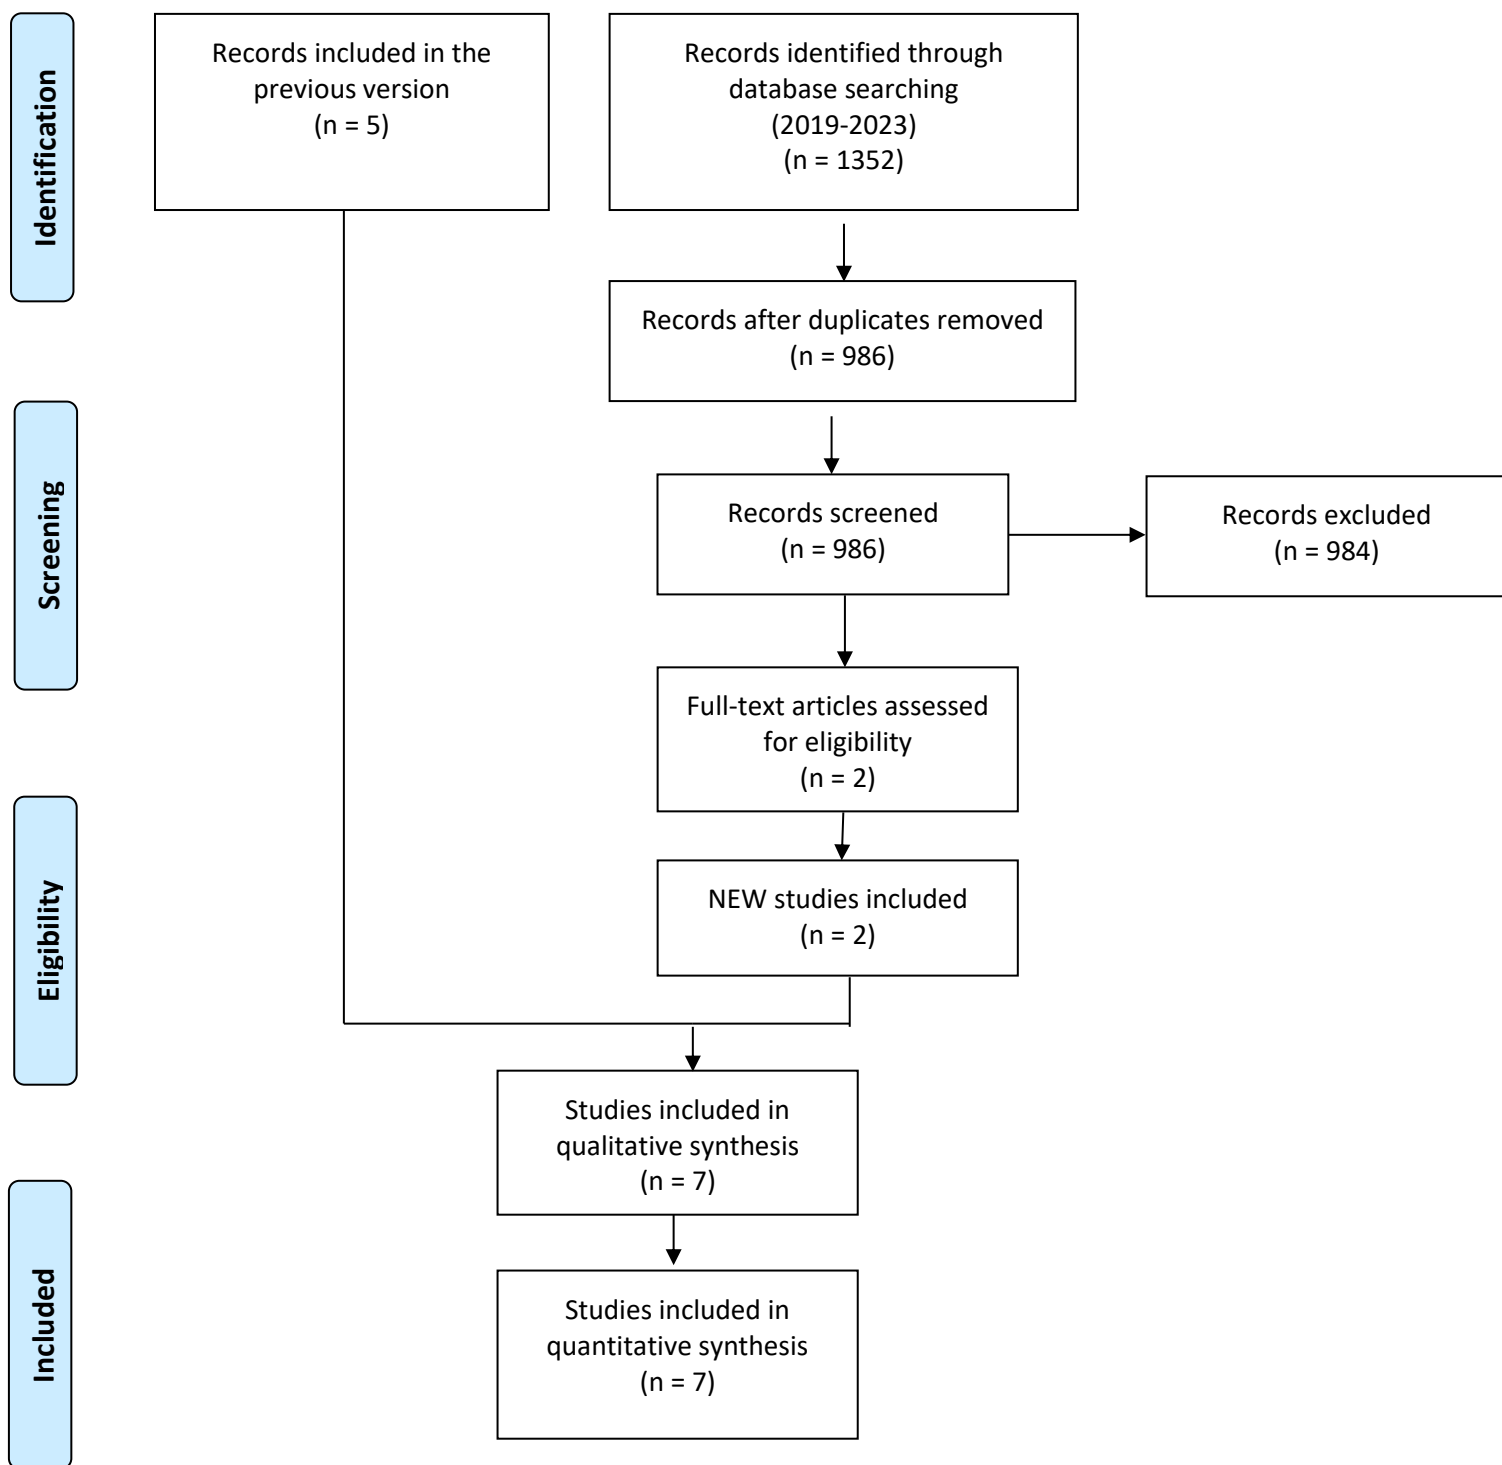 Identification
Records included in the
previous version
(n = 5)
Records identified through
database searching
(2019-2023)
(n = 1352)
Records after duplicates removed
(n = 986)
Screening
Records screened
(n = 986)
Records excluded
(n = 984)
Full-text articles assessed
for eligibility
(n = 2)
Eligibility
NEW studies included
(n = 2)
Studies included in
qualitative synthesis
(n = 7)
Included
Studies included in
quantitative synthesis
(n = 7)